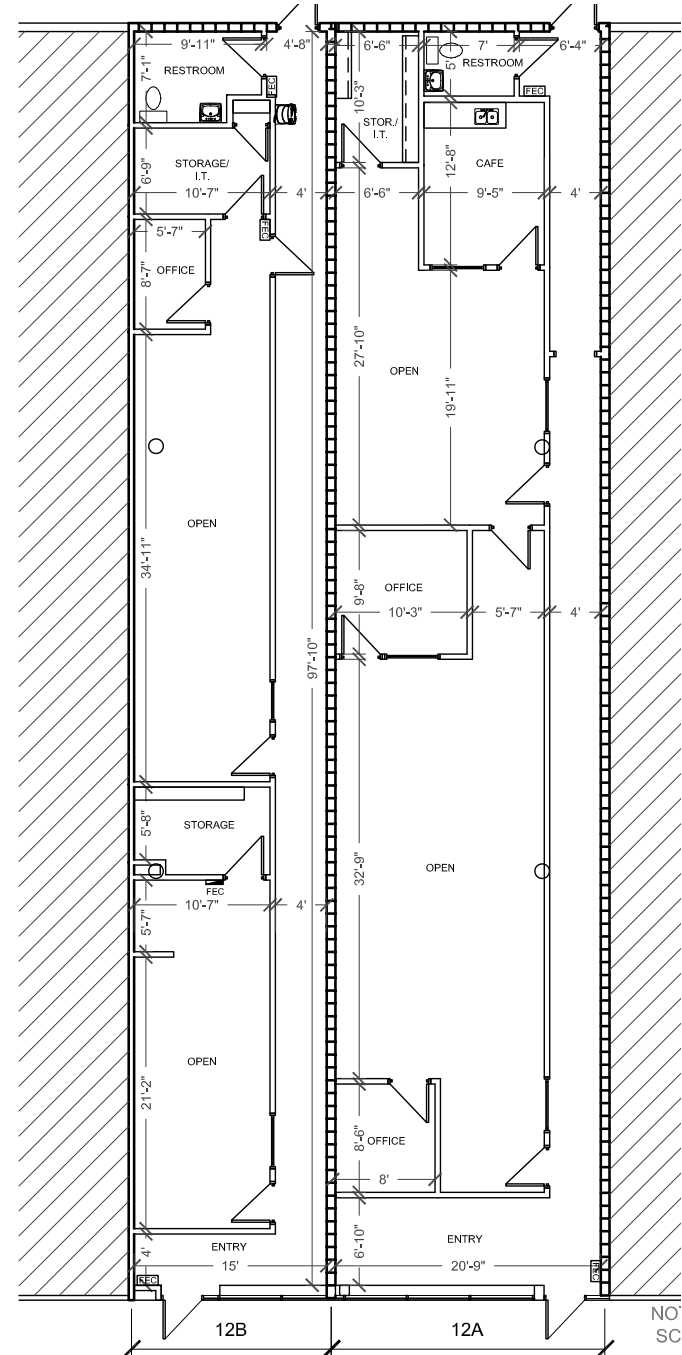 9'-11"
4'-8"
6'-6"
7'
6'-4"
7'-1"
RESTROOM
FEC
10'-3"
STOR./
I.T.
5'
RESTROOM
FEC
6'-9"
STORAGE/
I.T.
10'-7"
4'
12'-8"
CAFE
6'-6"
9'-5"
4'
5'-7"
FEC
8'-7"
OFFICE
27'-10"
OPEN
19'-11"
34'-11"
OPEN
97'-10"
9'-8"
OFFICE
10'-3"
5'-7"
4'
5'-8"
STORAGE
FEC
10'-7"
4'
5'-7"
32'-9"
OPEN
21'-2"
OPEN
8'-6"
OFFICE
8'
4'
ENTRY
15'
FEC
6'-10"
ENTRY
20'-9"
FEC
12B
12A
NOT
SC